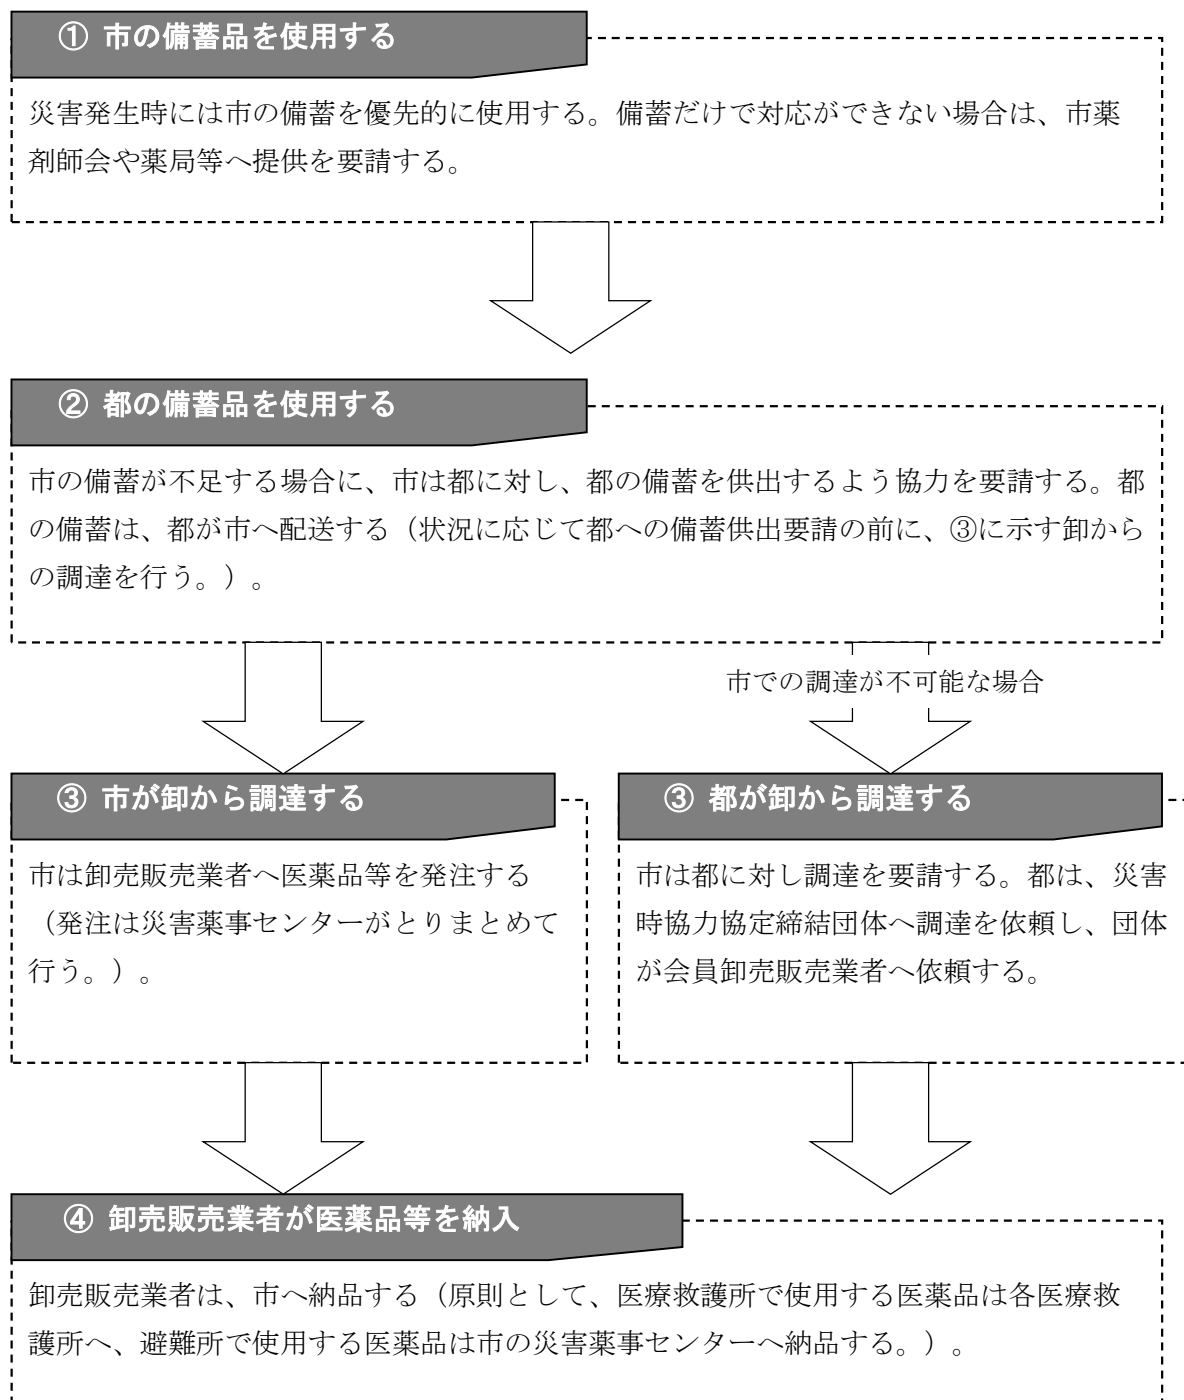 ① 市の備蓄品を使用する
災害発生時には市の備蓄を優先的に使用する。備蓄だけで対応ができない場合は、市薬
剤師会や薬局等へ提供を要請する。
② 都の備蓄品を使用する
市の備蓄が不足する場合に、市は都に対し、都の備蓄を供出するよう協力を要請する。都
の備蓄は、都が市へ配送する（状況に応じて都への備蓄供出要請の前に、③に示す卸から
の調達を行う。）。
市での調達が不可能な場合
③ 市が卸から調達する
市は卸売販売業者へ医薬品等を発注する
（発注は災害薬事センターがとりまとめて
行う。）。
③ 都が卸から調達する
市は都に対し調達を要請する。都は、災害
時協力協定締結団体へ調達を依頼し、団体
が会員卸売販売業者へ依頼する。
④ 卸売販売業者が医薬品等を納入
卸売販売業者は、市へ納品する（原則として、医療救護所で使用する医薬品は各医療救
護所へ、避難所で使用する医薬品は市の災害薬事センターへ納品する。）。